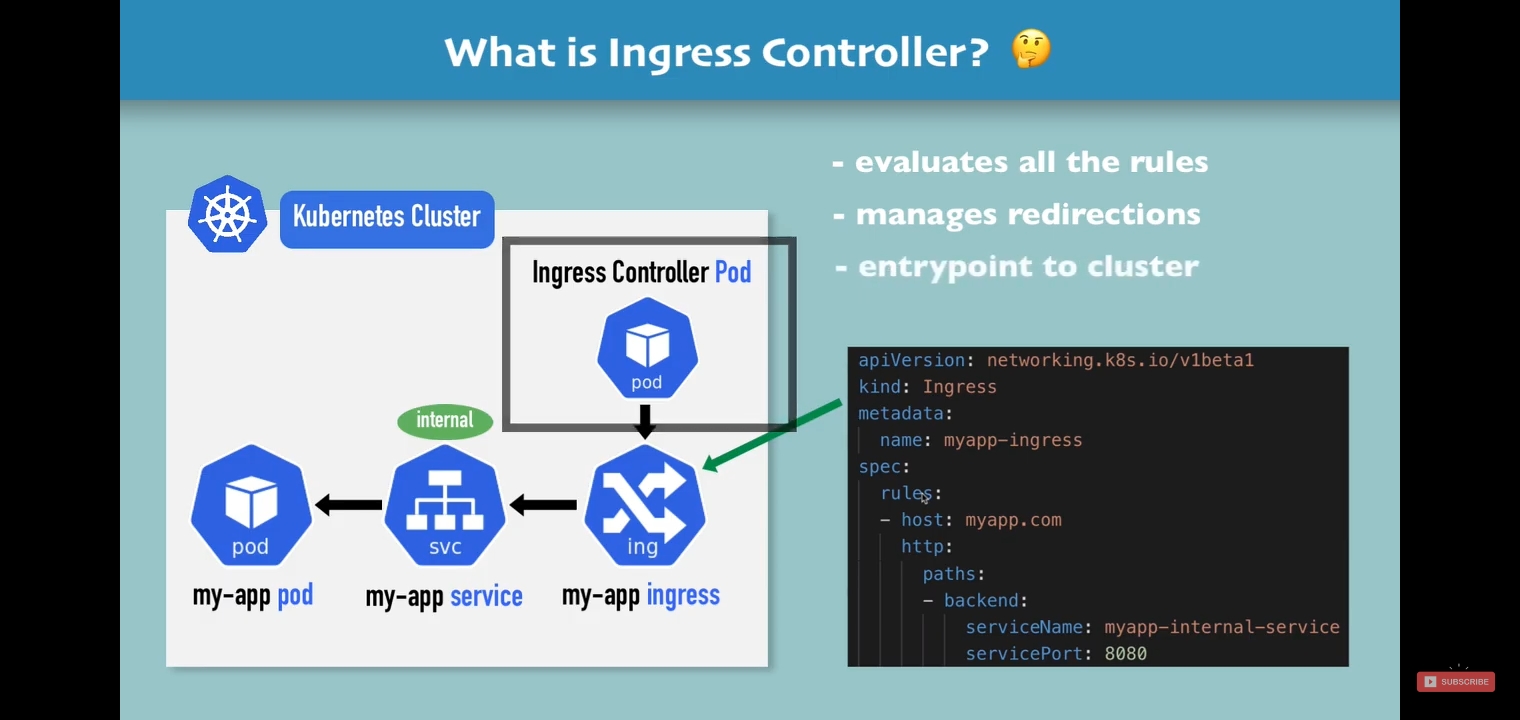 What is Ingress Controller? 🤔
- evaluates all the rules
- manages redirections
- entrypoint to cluster
Kubernetes Cluster
Ingress Controller Pod
pod
internal
pod
svc
ing
my-app pod
my-app service
my-app ingress
apiVersion: networking.k8s.io/v1beta1
kind: Ingress
metadata:
name: myapp-ingress
spec:
rules:
- host: myapp.com
http:
paths:
- backend:
serviceName: myapp-internal-service
servicePort: 8080
SUBSCRIBE